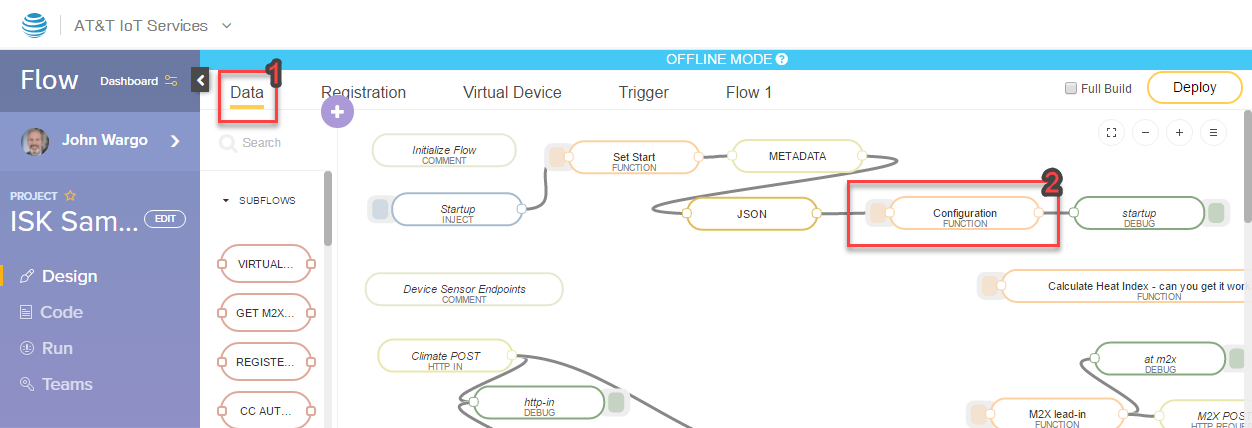 AT&T IoT Services
OFFLINE MODE ?
Flow
Dashboard
1
Data
Registration
Virtual Device
Trigger
Flow 1
Full Build
Deploy
John Wargo
Search
PROJECT
ISK Sam...
EDIT
Design
Code
Run
Teams
SUBFLOWS
VIRTUAL...
GET M2X...
REGISTE...
CC AUT...
Initialize Flow
COMMENT
Set Start
FUNCTION
METADATA
Startup
INJECT
JSON
2
Configuration
FUNCTION
startup
DEBUG
Device Sensor Endpoints
COMMENT
Calculate Heat Index - can you get it work
FUNCTION
Climate POST
HTTP IN
at m2x
DEBUG
http-in
DEBUG
M2X lead-in
FUNCTION
M2X POS
HTTP REQUE